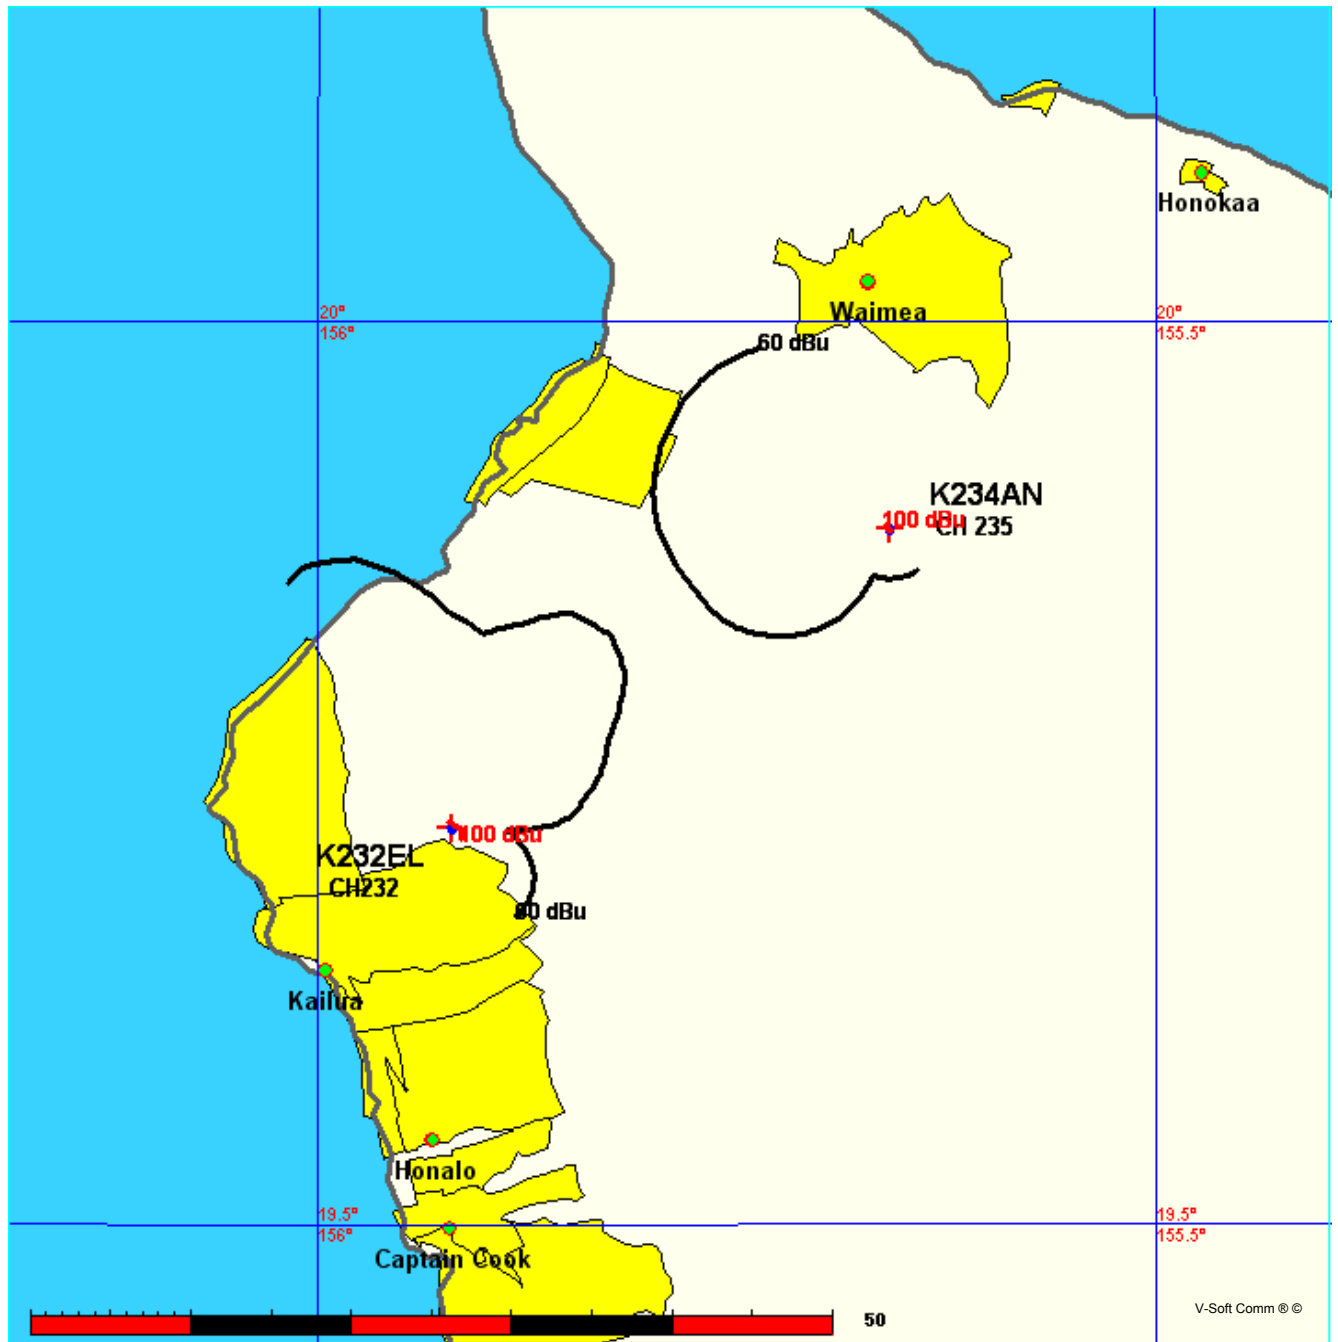 Honokaa
Waimea
20°
156°
20°
155.5°
60 dBu
K234AN
100 dBu
CH 235
100 dBu
K232EL
CH232
dBu
Kailua
Honalo
19.5°
156°
19.5°
155.5°
Captain Cook
50
V-Soft Comm ® ©